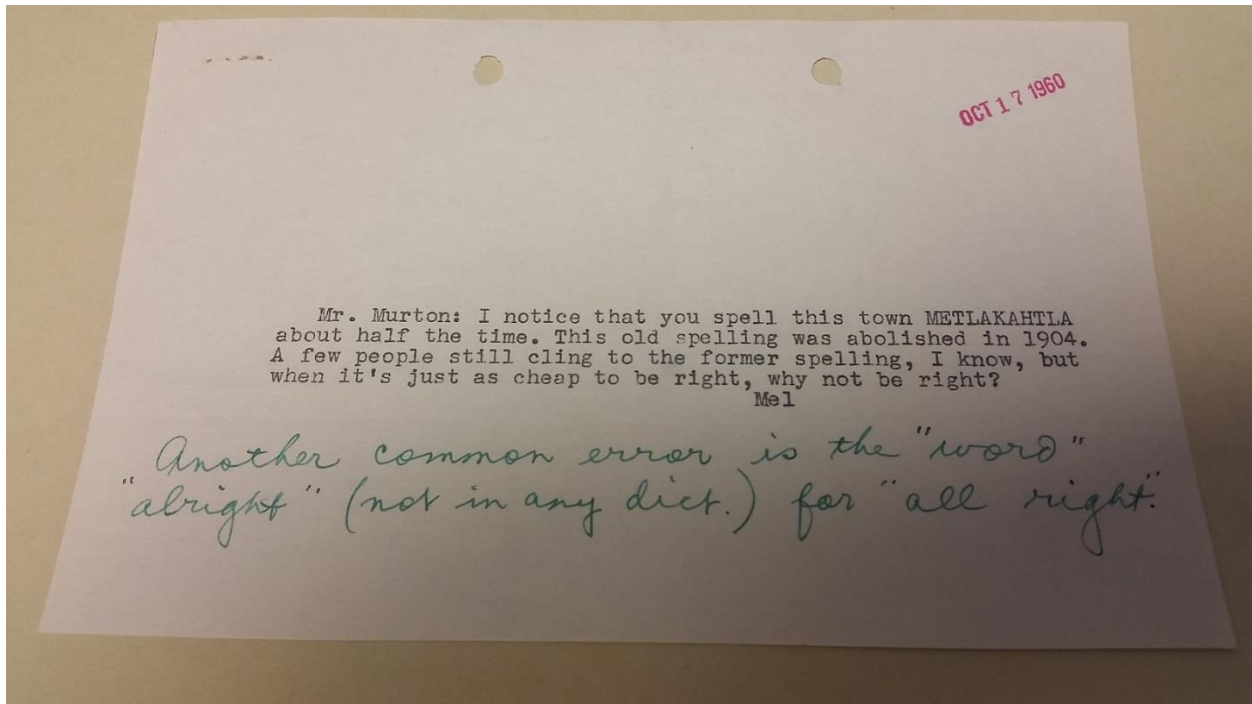 OCT 17 1960
Mr. Murton: I notice that you spell this town METLAKAHTLA
about half the time. This old spelling was abolished in 1904.
A few people still cling to the former spelling, I know, but
when it's just as cheap to be right, why not be right?
Mel
Another common error is the "word"
"alright" (not in any dict.) for "all right."